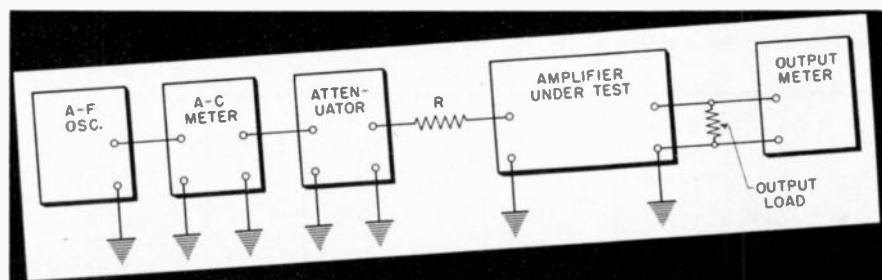 A-F
OSC.
A-C
METER
ATTEN-
UATOR
R
AMPLIFIER
UNDER TEST
OUTPUT
METER
OUTPUT
LOAD